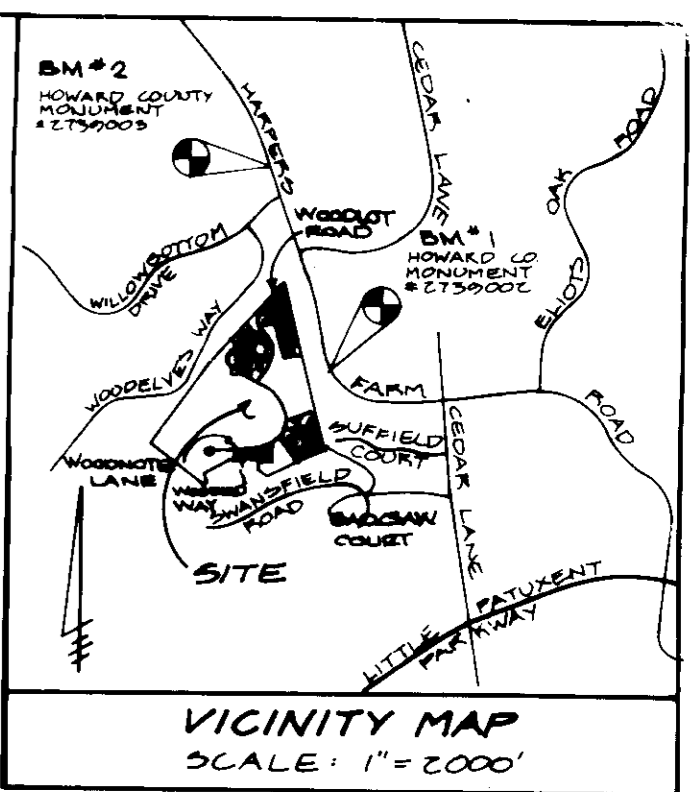 BM #2
HOWARD COUNTY
MONUMENT
#2739003
HARPERS
CEDAR LANE
OAK
ROAD
WOODLOT
ROAD
BM #1
HOWARD CO.
MONUMENT
#2739002
WILLOWBOTTOM
DRIVE
ELIOTS
WOODELVES WAY
FARM
ROAD
SUFFIELD
COURT
CEDAR LANE
WOODNOTE
LANE
WAY
SWANSFIELD
ROAD
COURT
SITE
LITTLE PATUXENT
PARKWAY
VICINITY MAP
SCALE: 1"=2000'